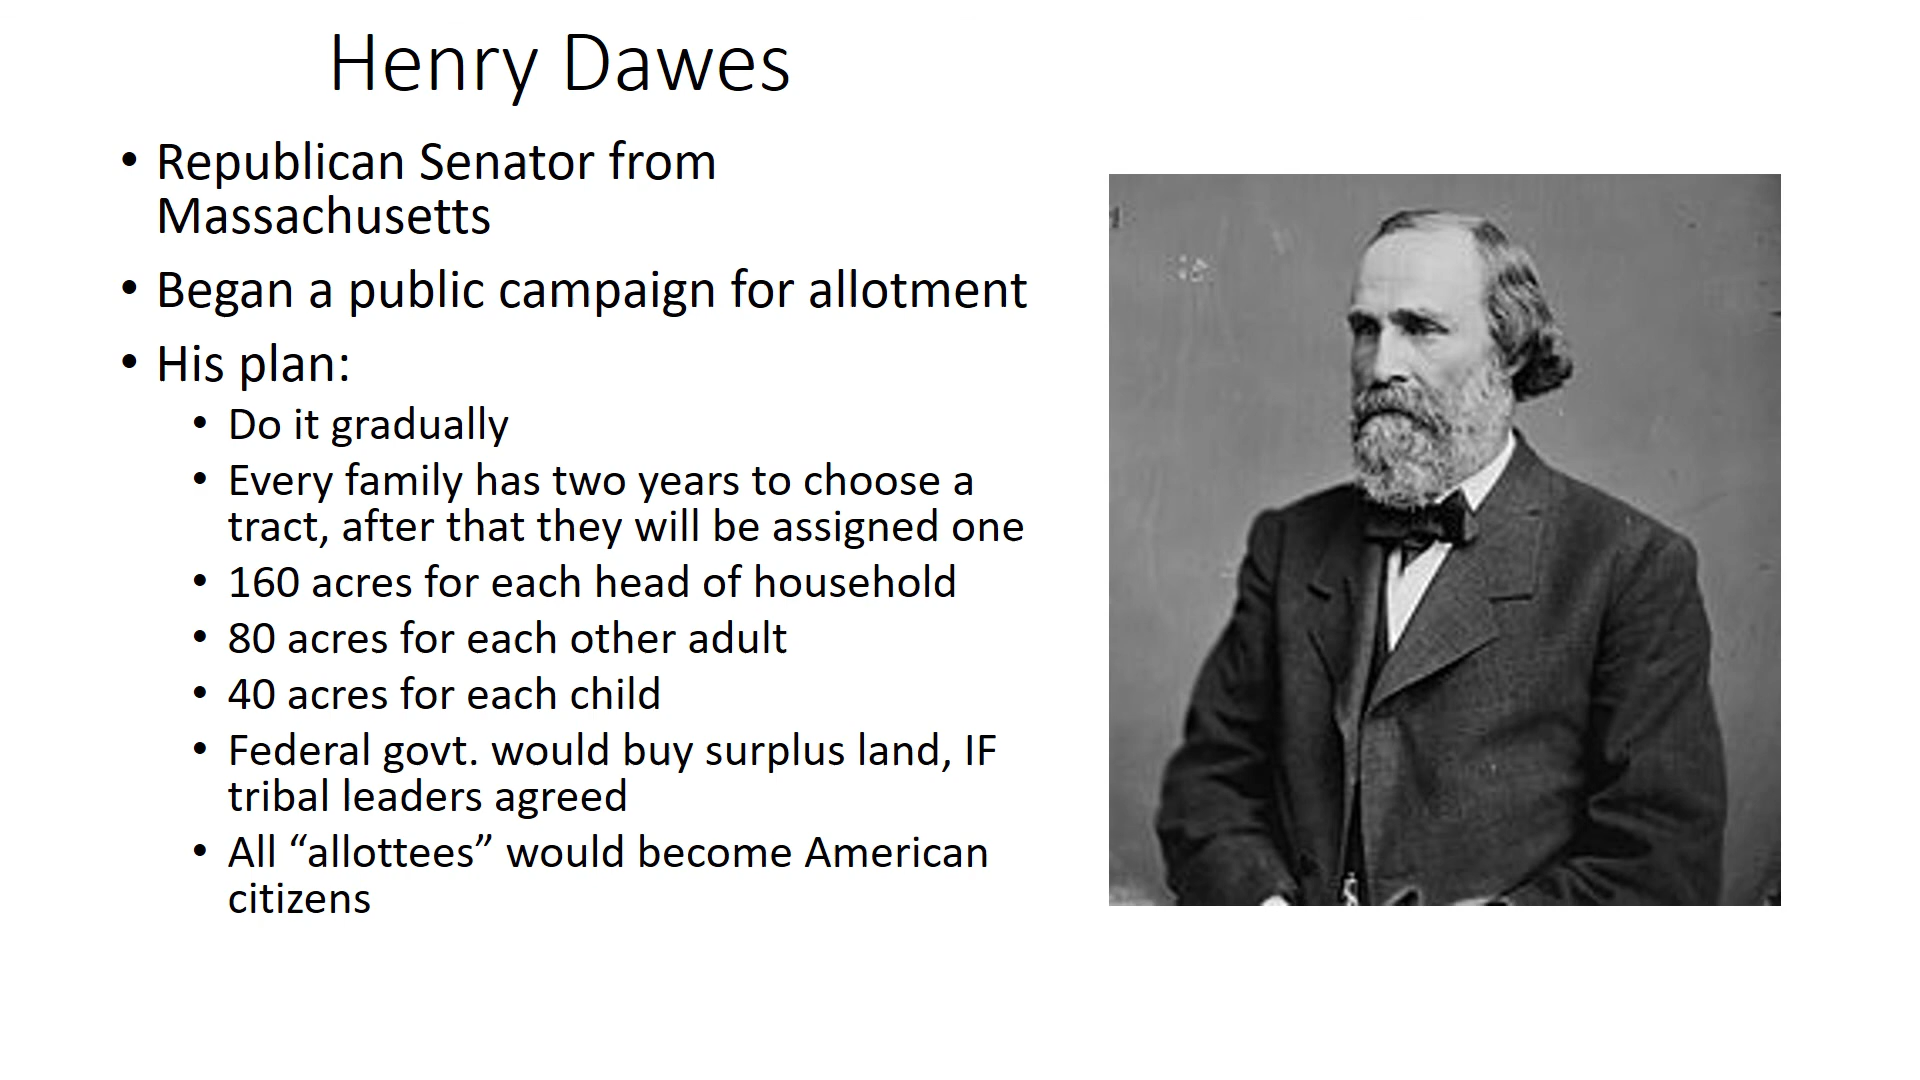 Henry Dawes
• Republican Senator from
Massachusetts
• Began a public campaign for allotment
• His plan:
• Do it gradually
• Every family has two years to choose a
tract, after that they will be assigned one
• 160 acres for each head of household
• 80 acres for each other adult
• 40 acres for each child
• Federal govt. would buy surplus land, IF
tribal leaders agreed
• All “allottees” would become American
citizens